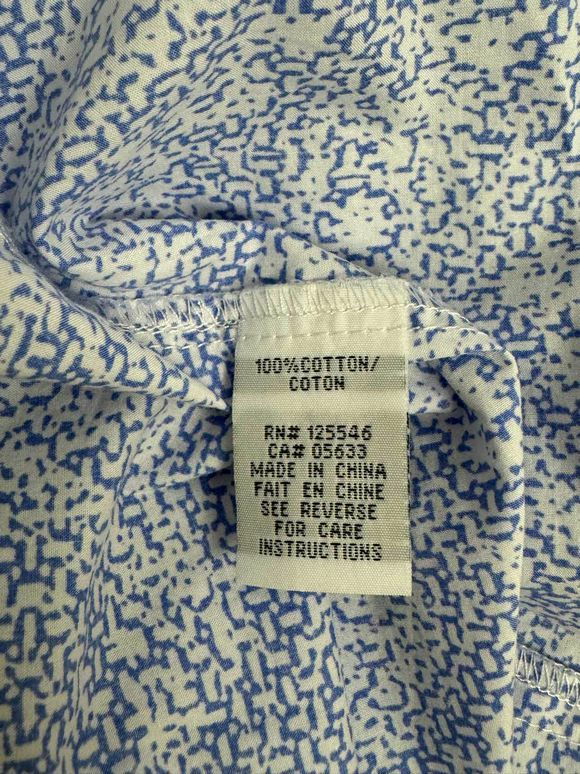 100%COTTON/
COTON
RN# 125546
CA# 05633
MADE IN CHINA
FAIT EN CHINE
SEE REVERSE
FOR CARE
INSTRUCTIONS